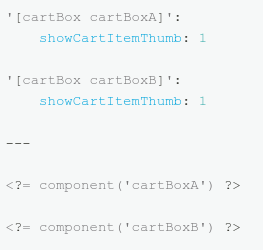 '[cartBox cartBoxA]':
    showCartItemThumb: 1
'[cartBox cartBoxB]':
    showCartItemThumb: 1
---
<?= component('cartBoxA') ?>
<?= component('cartBoxB') ?>